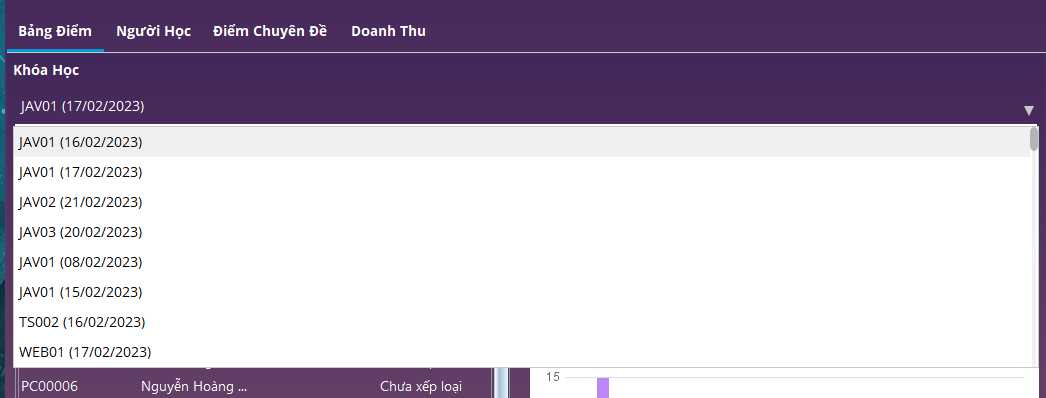 Bảng Điểm Người Học Điểm Chuyên Đề Doanh Thu
Khóa Học
JAV01 (17/02/2023)
JAV01 (16/02/2023)
JAV01 (17/02/2023)
JAV02 (21/02/2023)
JAV03 (20/02/2023)
JAV01 (08/02/2023)
JAV01 (15/02/2023)
TS002 (16/02/2023)
WEB01 (17/02/2023)
PC00006 Nguyễn Hoàng ... Chưa xếp loại 15